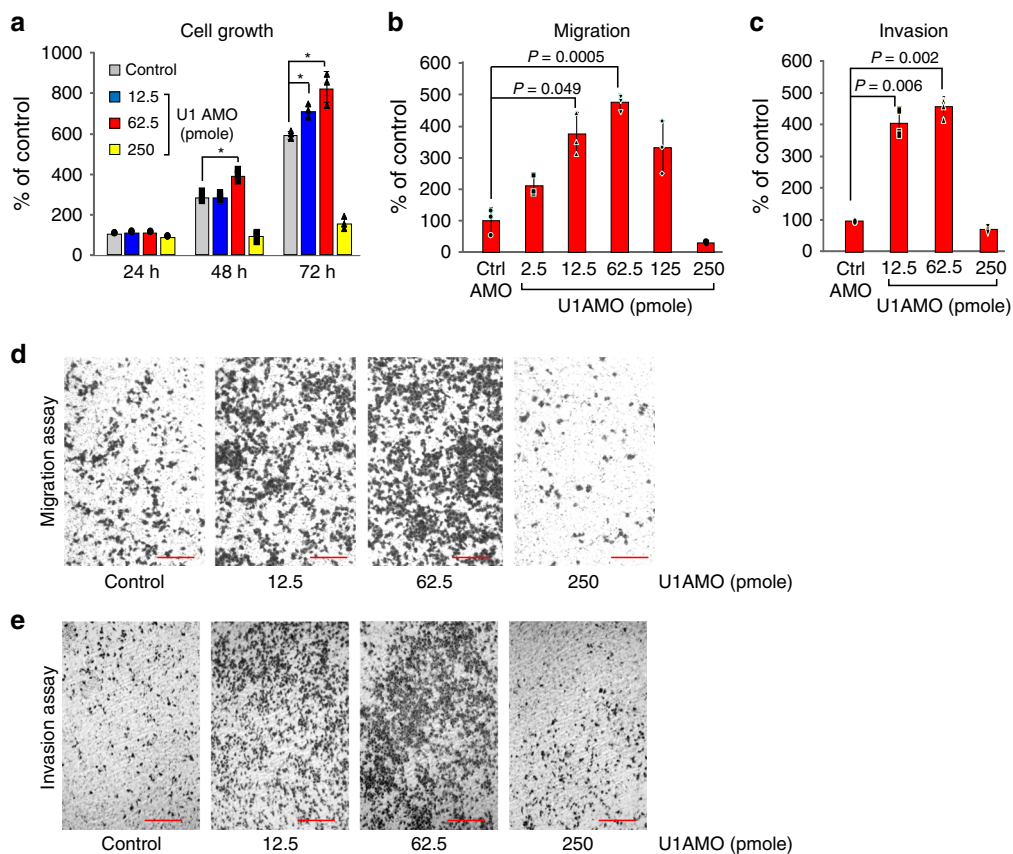 a
Cell growth
% of control
1000
800
600
400
200
0
Control
12.5
62.5
250
U1 AMO
(pmole)
*
*
*
24 h 48 h 72 h
b
Migration
% of control
600
500
400
300
200
100
0
P = 0.0005
P = 0.049
Ctrl
AMO
2.5 12.5 62.5 125 250
U1AMO (pmole)
c
Invasion
% of control
600
500
400
300
200
100
0
P = 0.002
P = 0.006
Ctrl
AMO
12.5 62.5 250
U1AMO (pmole)
d
Migration assay
Control 12.5 62.5 250 U1AMO (pmole)
e
Invasion assay
Control 12.5 62.5 250 U1AMO (pmole)